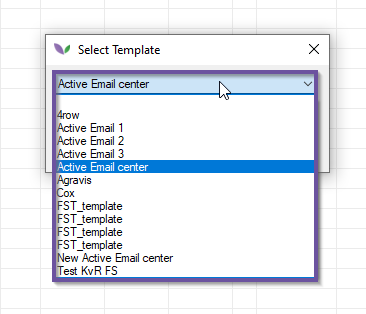 Select Template
Active Email center
4row
Active Email 1
Active Email 2
Active Email 3
Active Email center
Agravis
Cox
FST_template
FST_template
FST_template
FST_template
New Active Email center
Test KvR FS